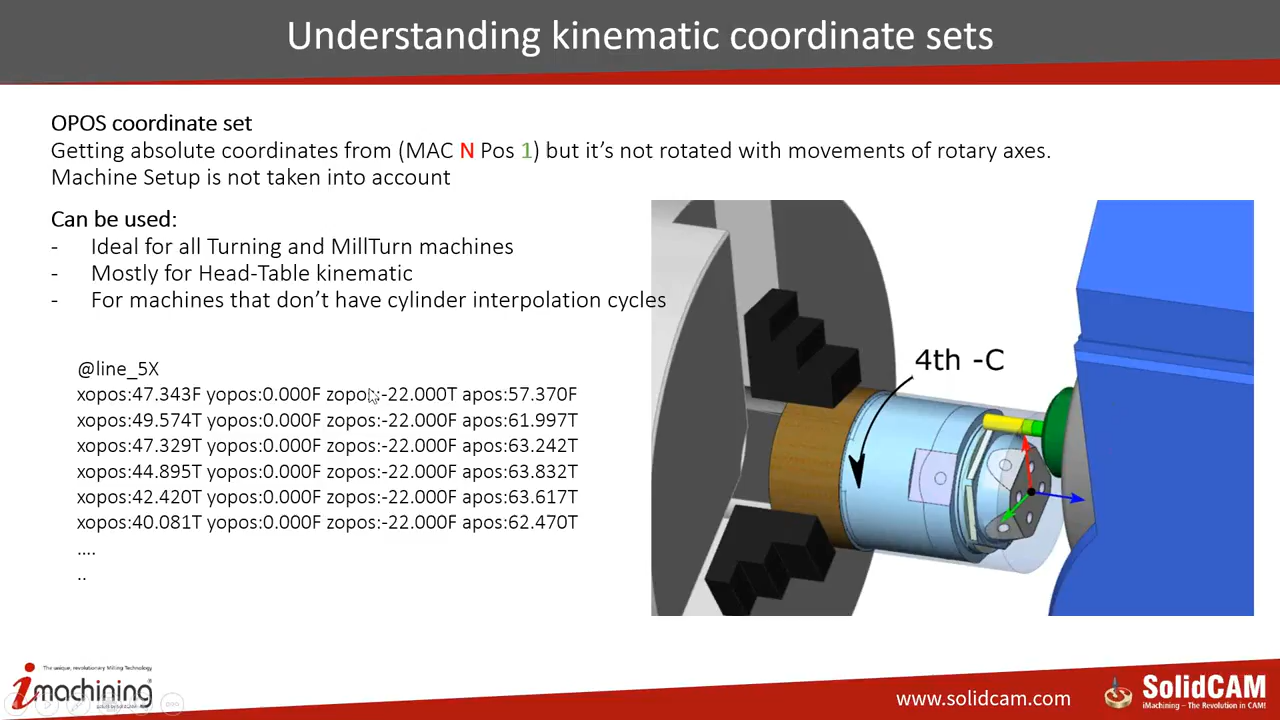 Understanding kinematic coordinate sets
OPOS coordinate set
Getting absolute coordinates from (MAC N Pos 1) but it's not rotated with movements of rotary axes.
Machine Setup is not taken into account
Can be used:
- Ideal for all Turning and MillTurn machines
- Mostly for Head-Table kinematic
- For machines that don't have cylinder interpolation cycles
4th -C
@line_5X
xopos:47.343F yopos:0.000F zopos:-22.000T apos:57.370F
xopos:49.574T yopos:0.000F zopos:-22.000F apos:61.997T
xopos:47.329T yopos:0.000F zopos:-22.000F apos:63.242T
xopos:44.895T yopos:0.000F zopos:-22.000F apos:63.832T
xopos:42.420T yopos:0.000F zopos:-22.000F apos:63.617T
xopos:40.081T yopos:0.000F zopos:-22.000F apos:62.470T
....
..
The unique, revolutionary Milling Technology
imachining
www.solidcam.com
SolidCAM
iMachining – The Revolution in CAM!